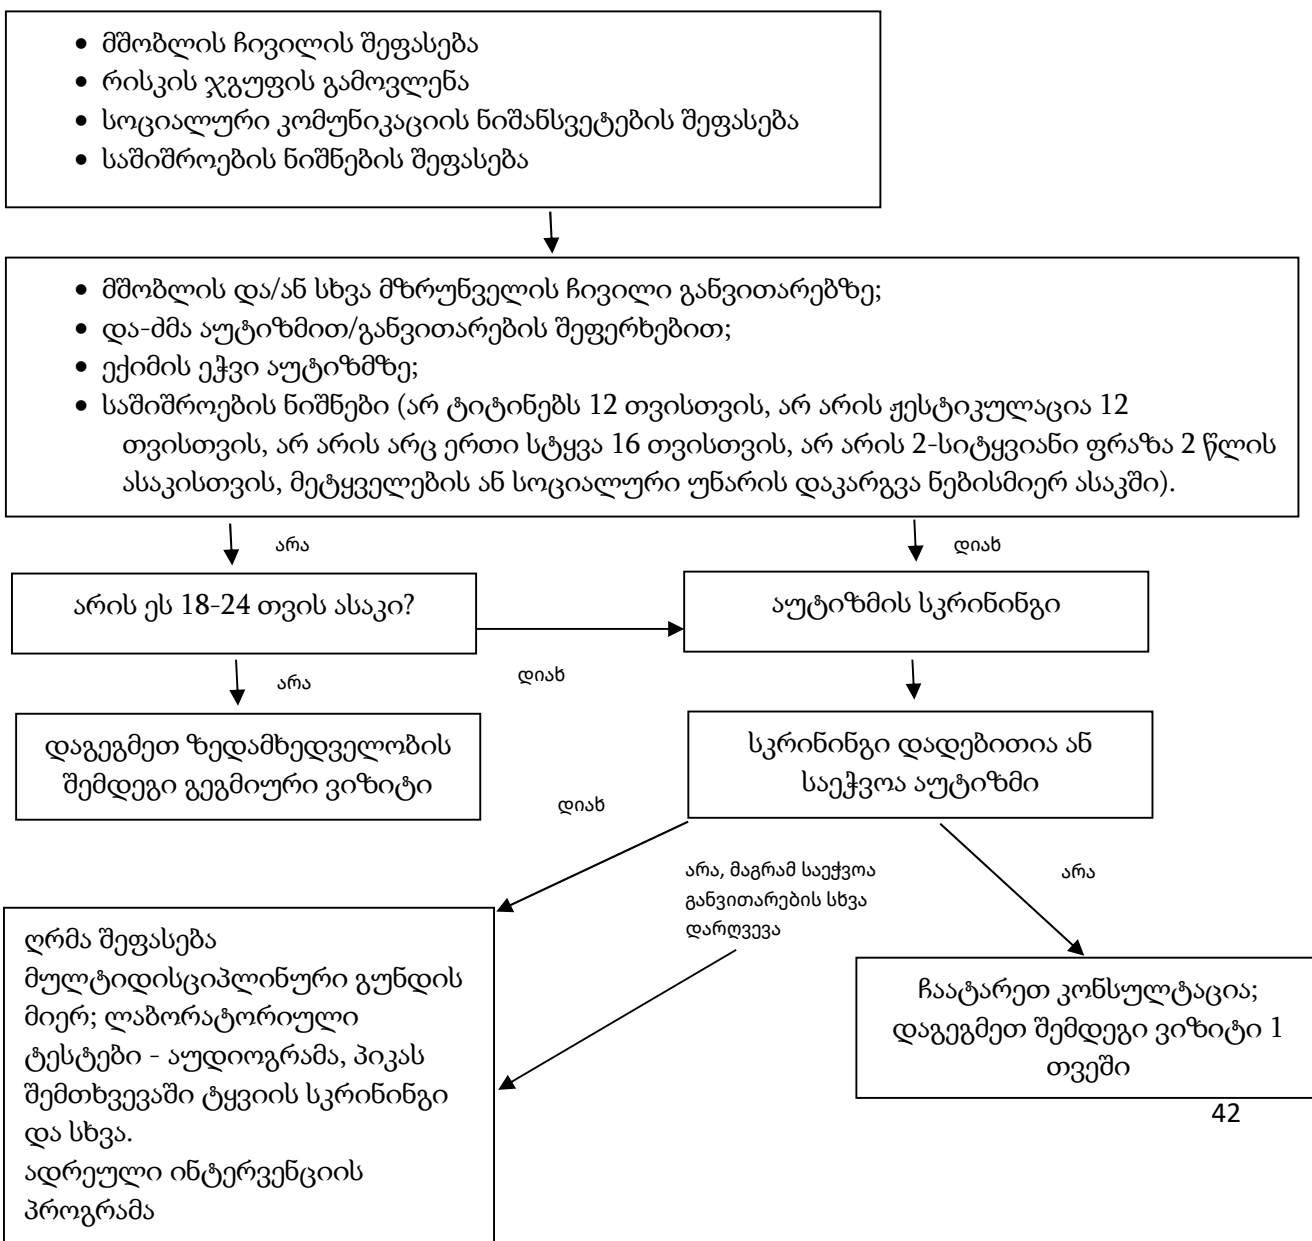 • მშობლის ჩივილის შეფასება
• რისკის ჯგუფის გამოვლენა
• სოციალური კომუნიკაციის ნიშანსვეტების შეფასება
• საშიშროების ნიშნების შეფასება
• მშობლის და/ან სხვა მზრუნველის ჩივილი განვითარებზე;
• და-ძმა აუტიზმით/განვითარების შეფერხებით;
• ექიმის ეჭვი აუტიზმზე;
• საშიშროების ნიშნები (არ ტიტინებს 12 თვისთვის, არ არის ჟესტიკულაცია 12
თვისთვის, არ არის არც ერთი სტყვა 16 თვისთვის, არ არის 2-სიტყვიანი ფრაზა 2 წლის
ასაკისთვის, მეტყველების ან სოციალური უნარის დაკარგვა ნებისმიერ ასაკში).
არა
დიახ
არის ეს 18-24 თვის ასაკი?
აუტიზმის სკრინინგი
არა
დიახ
დაგეგმეთ ზედამხედველობის
შემდეგი გეგმიური ვიზიტი
სკრინინგი დადებითია ან
საეჭვოა აუტიზმი
დიახ
არა, მაგრამ საეჭვოა
განვითარების სხვა
დარღვევა
არა
ღრმა შეფასება
მულტიდისციპლინური გუნდის
მიერ; ლაბორატორიული
ტესტები - აუდიოგრამა, პიკას
შემთხვევაში ტყვიის სკრინინგი
და სხვა.
ადრეული ინტერვენციის
პროგრამა
ჩაატარეთ კონსულტაცია;
დაგეგმეთ შემდეგი ვიზიტი 1
თვეში
42